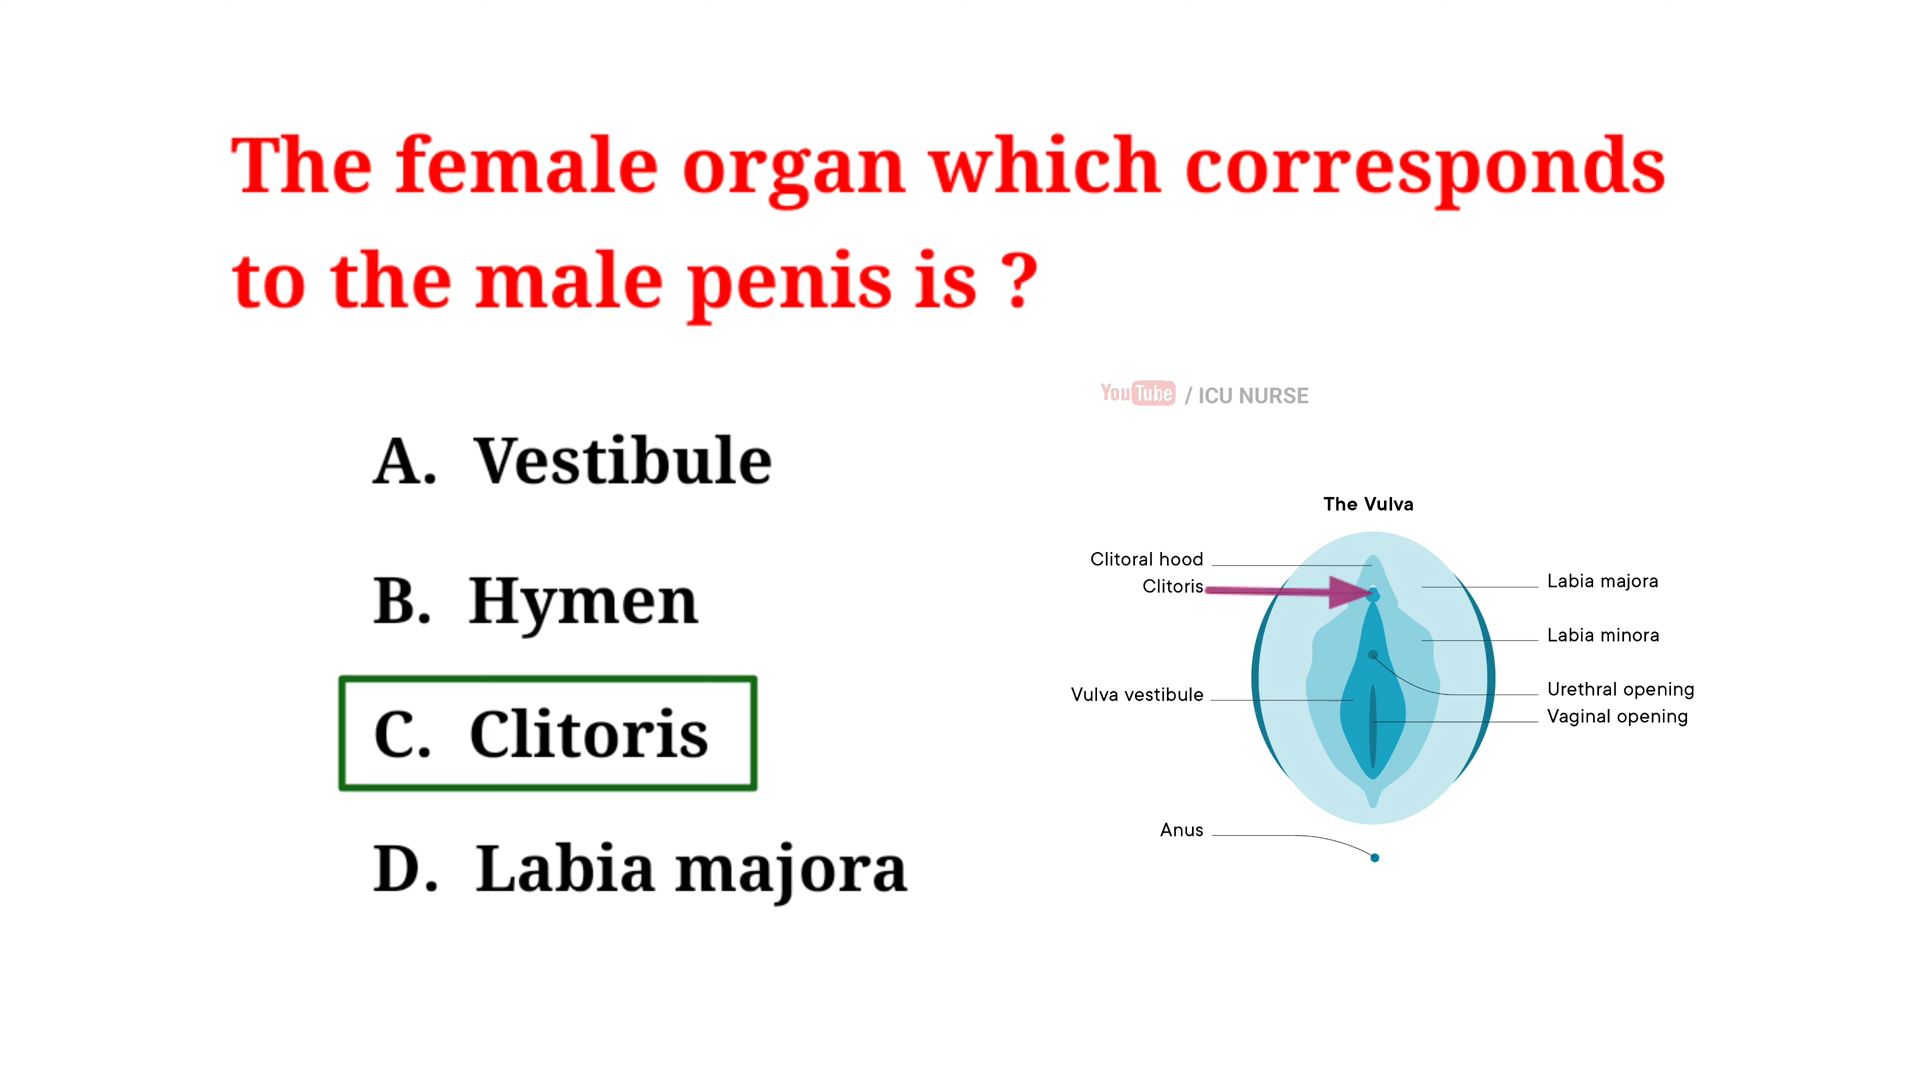 The female organ which corresponds
to the male penis is ?
YouTube / ICU NURSE
A. Vestibule
B. Hymen
C. Clitoris
D. Labia majora
The Vulva
Clitoral hood
Clitoris
Labia majora
Labia minora
Vulva vestibule
Urethral opening
Vaginal opening
Anus